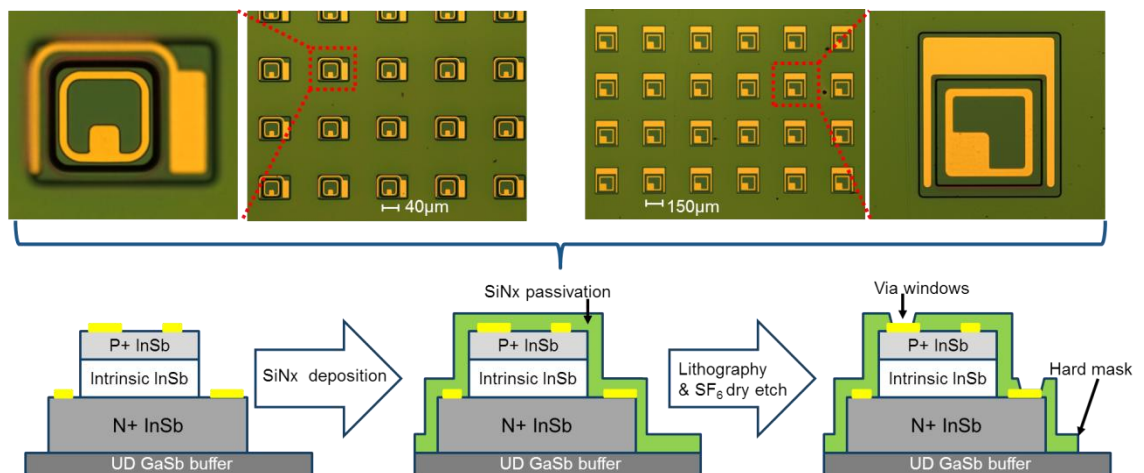 40µm
150µm
SiNx passivation
Via windows
P+ InSb
Intrinsic InSb
N+ InSb
UD GaSb buffer
SiNx deposition
P+ InSb
Intrinsic InSb
N+ InSb
UD GaSb buffer
Lithography
& SF₆ dry etch
P+ InSb
Intrinsic InSb
N+ InSb
UD GaSb buffer
Hard mask